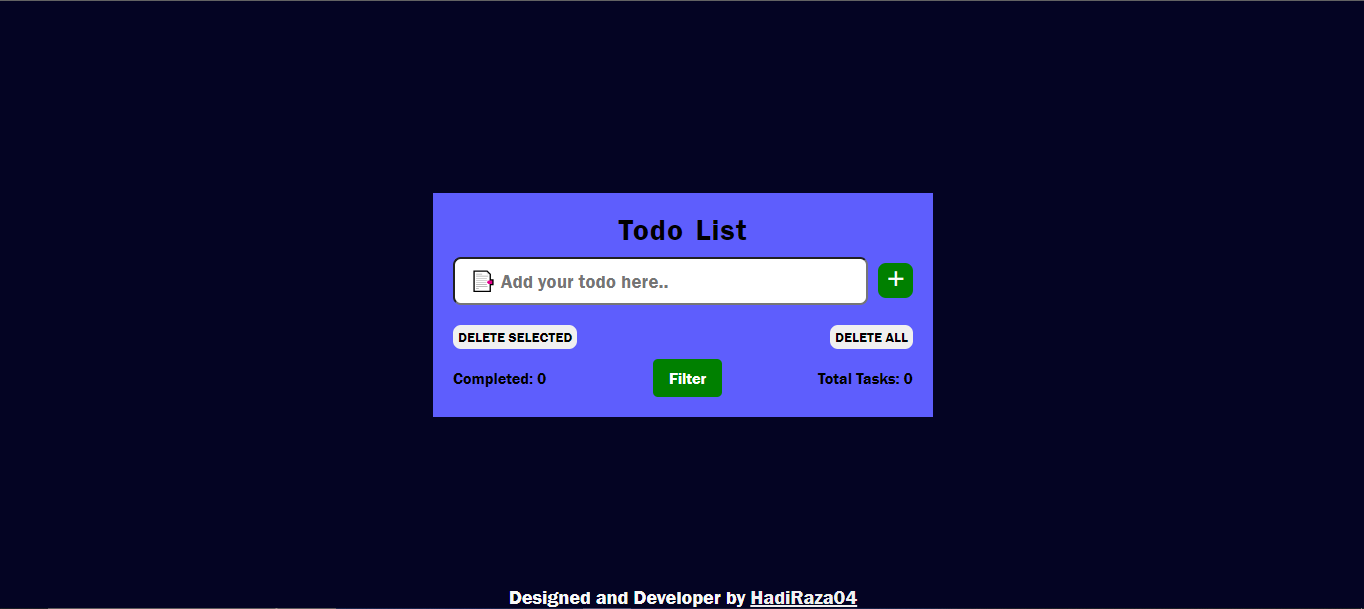 Todo List
Add your todo here..
+
DELETE SELECTED
DELETE ALL
Completed: 0
Filter
Total Tasks: 0
Designed and Developer by HadiRaza04